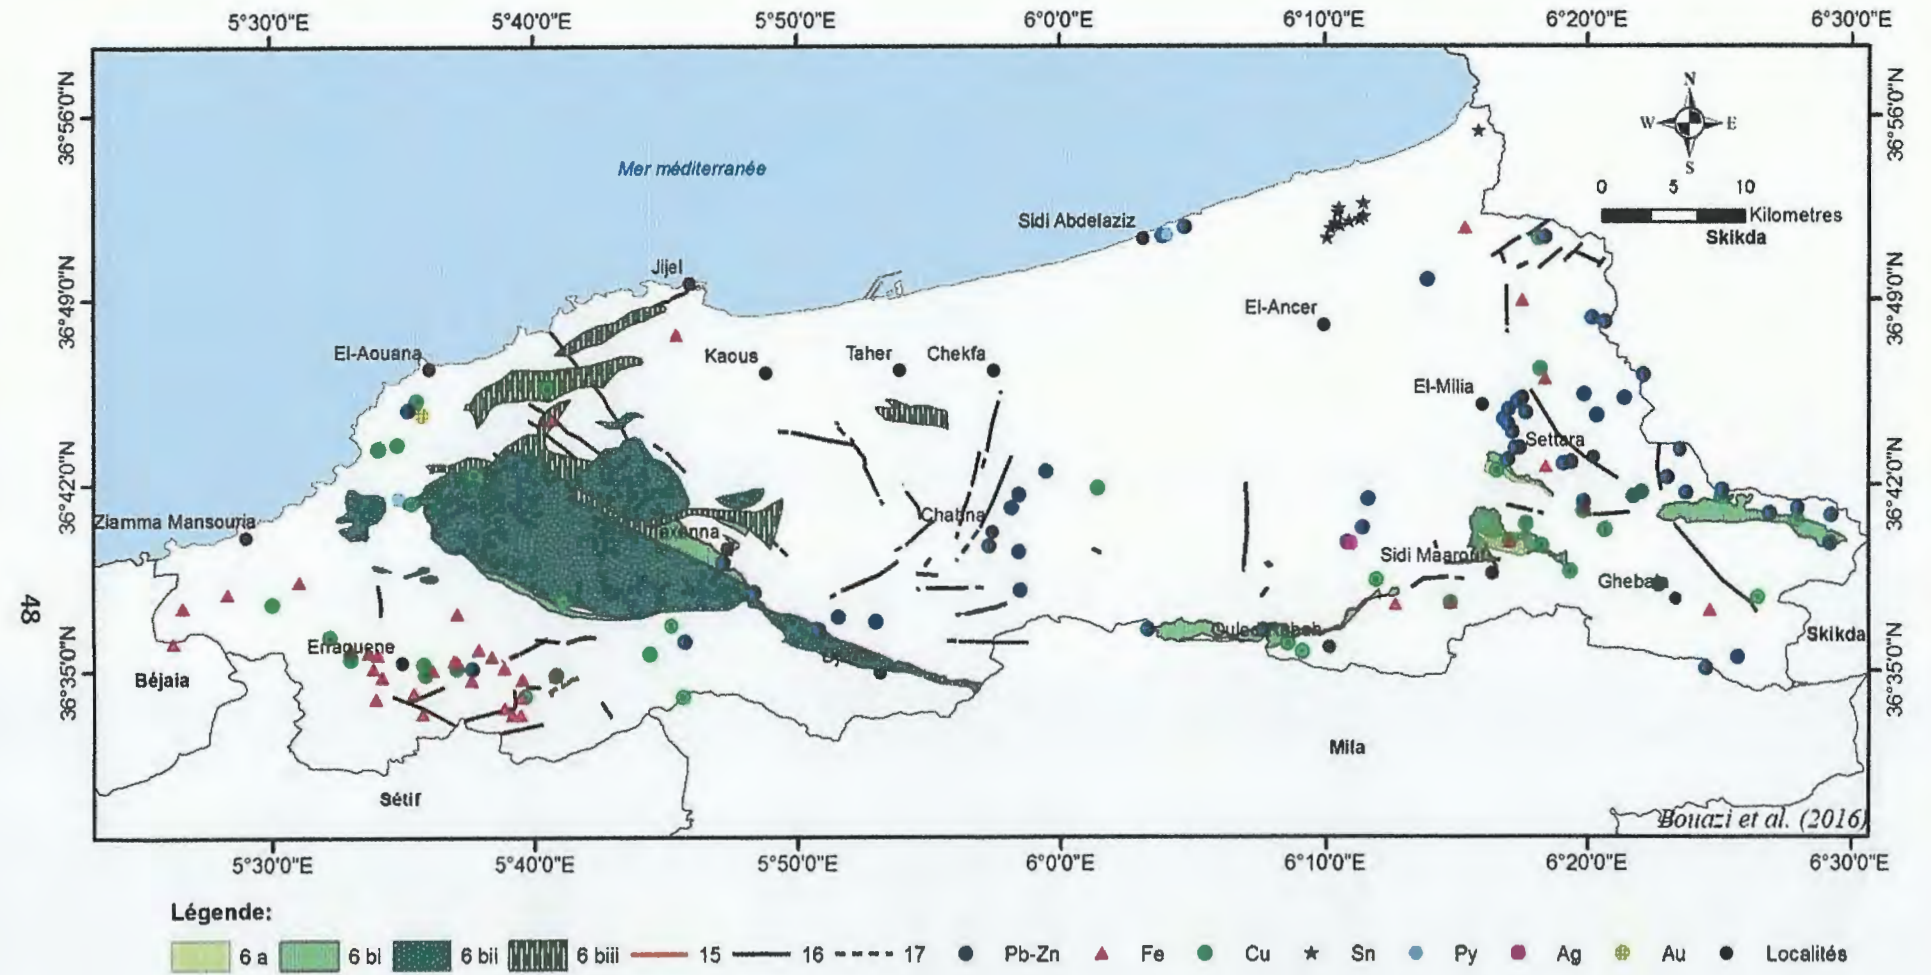 5°30'0"E 5°40'0"E 5°50'0"E 6°0'0"E 6°10'0"E 6°20'0"E 6°30'0"E
36°56'0"N 36°56'0"N
N
W E
S
Mer méditerranée
0 5 10
Kilometres
Sidi Abdelaziz
Skikda
Jijel
36°49'0"N 36°49'0"N
El-Ancer
El-Aouana Kaous Taher Chekfa
El-Milia
Settara
36°42'0"N 36°42'0"N
Ziamma Mansouria
Chahna
Sidi Maarouf
Erraguene
Skikda
36°35'0"N 36°35'0"N
Béjaia
Mila
Sétif
Bouazi et al. (2016)
5°30'0"E 5°40'0"E 5°50'0"E 6°0'0"E 6°10'0"E 6°20'0"E 6°30'0"E
48
Légende:
6 a 6 bi 6 bii 6 biii 15 16 17 Pb-Zn Fe Cu Sn Py Ag Au Localités